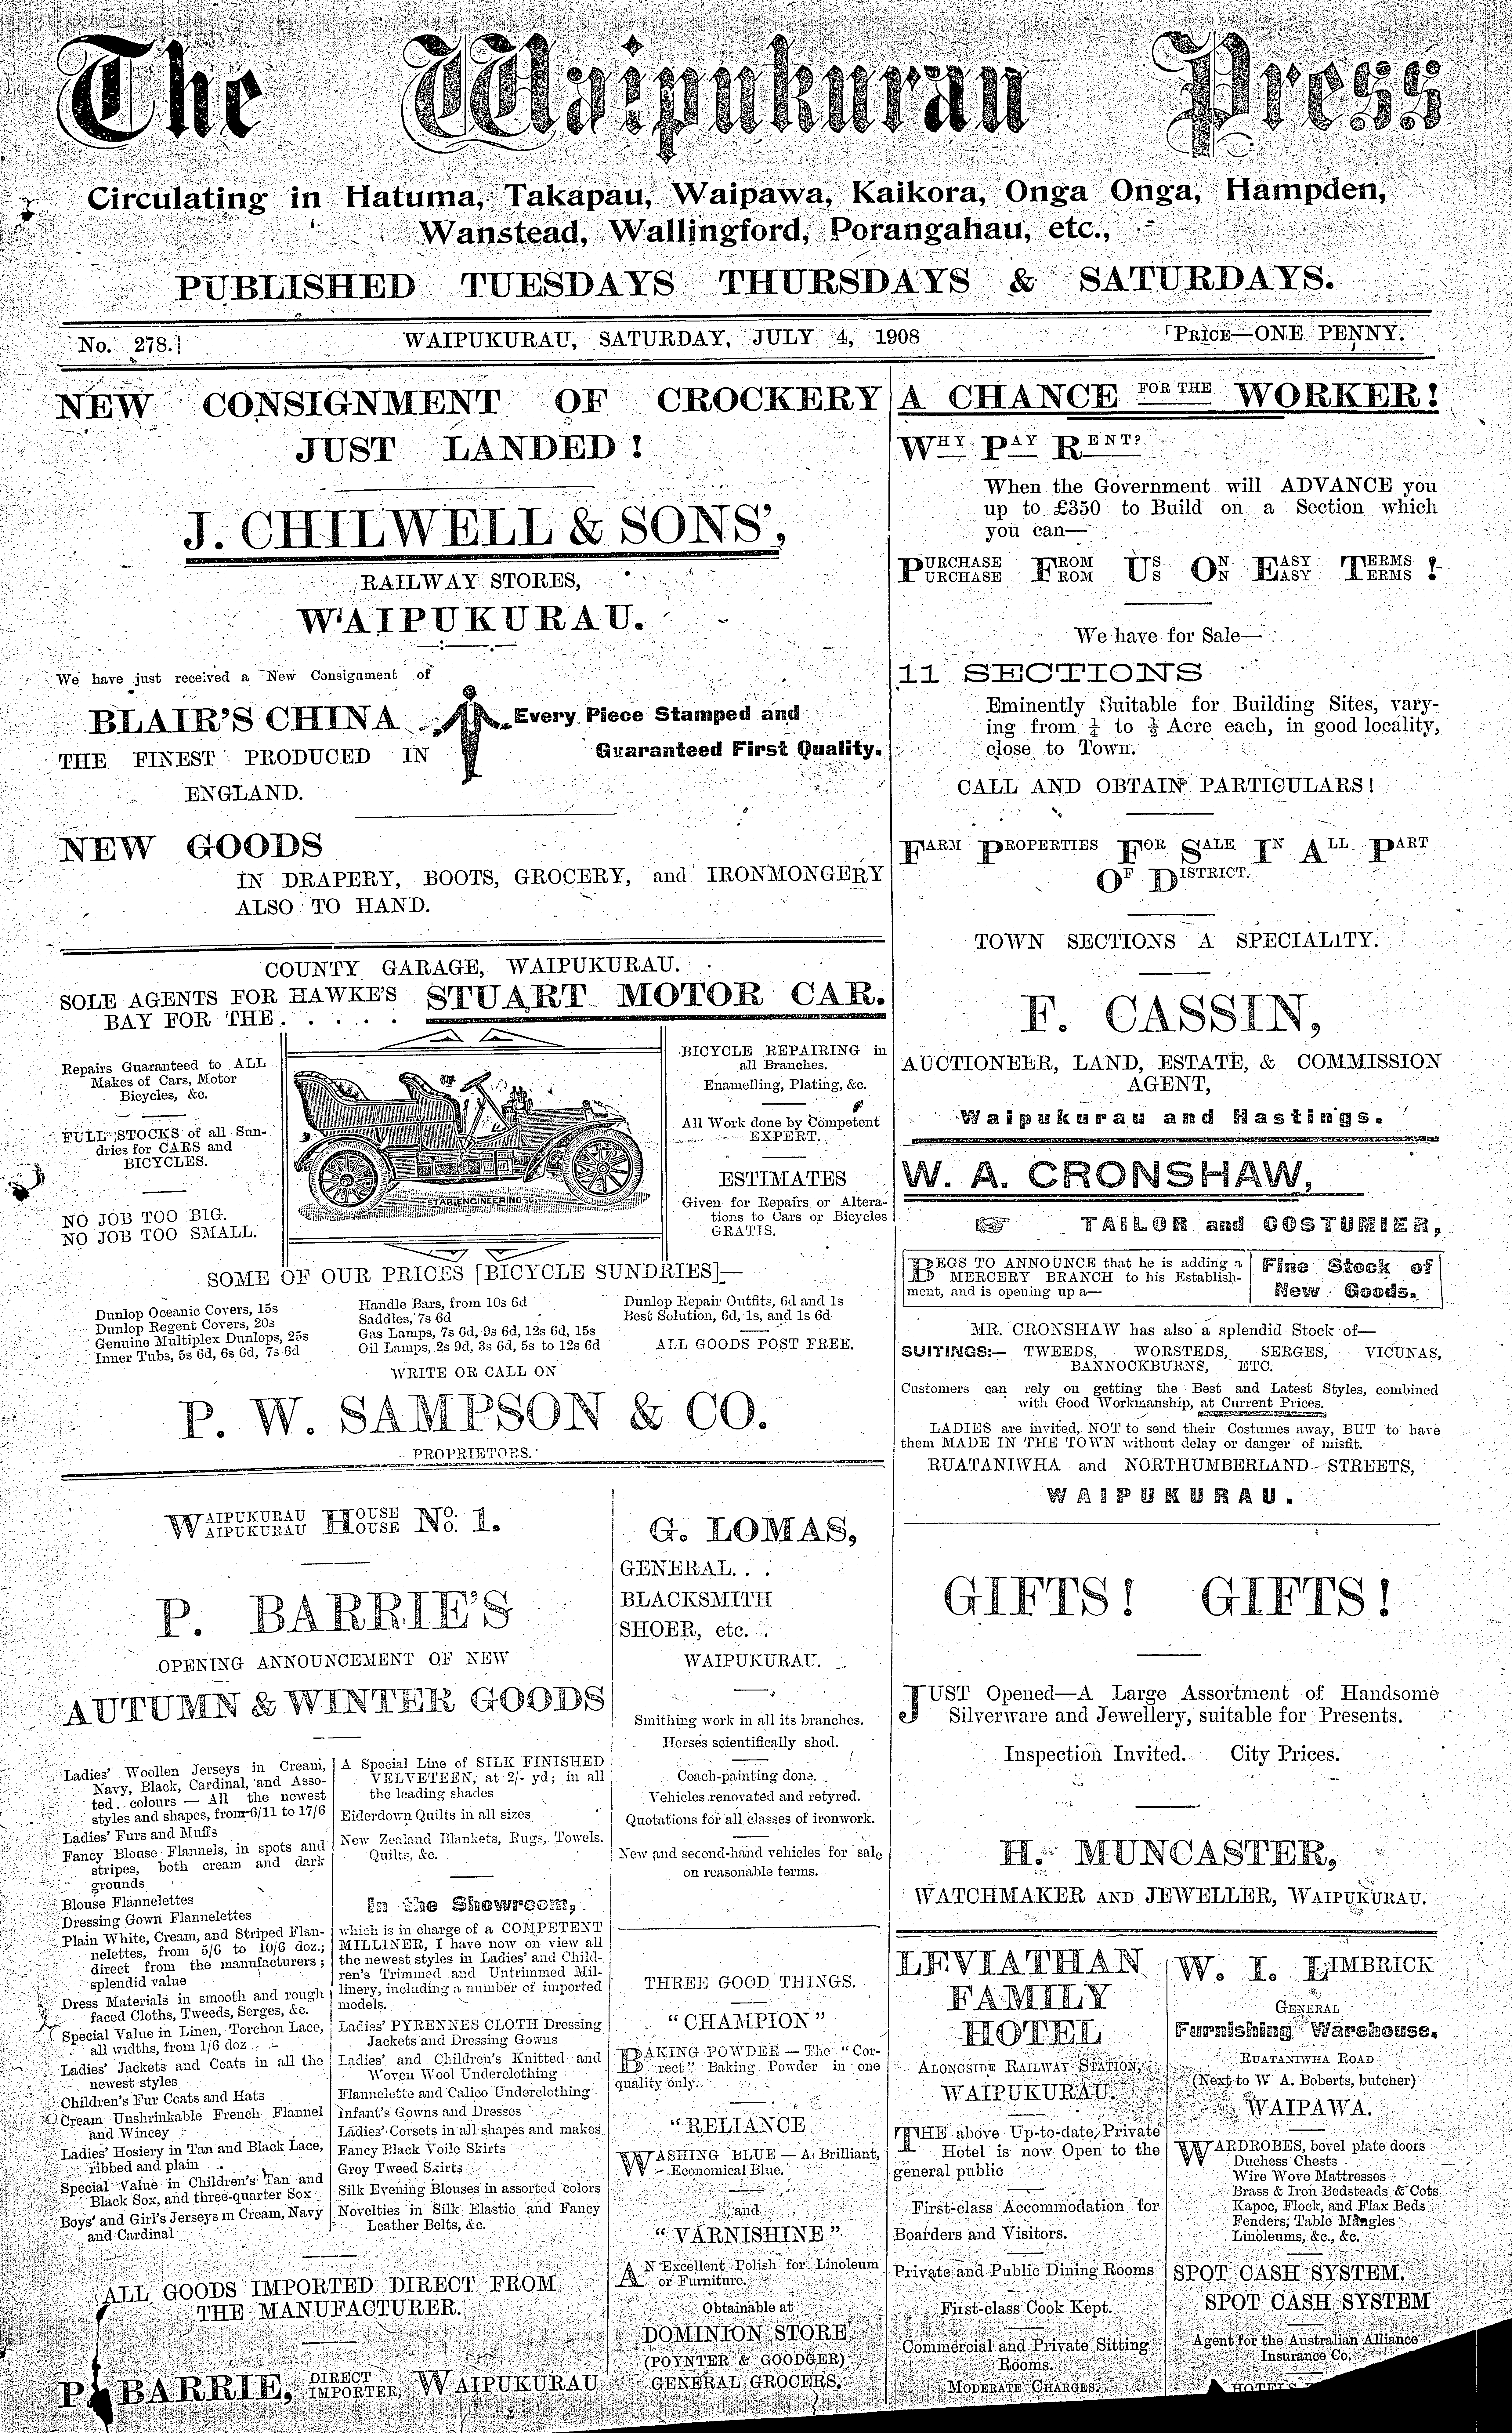 The Waipukurau Press
Circulating in Hatuma, Takapau, Waipawa, Kaikora, Onga Onga, Hampden,
Wanstead, Wallingford, Porangahau, etc.,
PUBLISHED TUESDAYS THURSDAYS & SATURDAYS.
No. 278.]
WAIPUKURAU, SATURDAY, JULY 4, 1908
[PRICE—ONE PENNY.
NEW CONSIGNMENT OF CROCKERY
JUST LANDED!
J. CHILWELL & SONS',
RAILWAY STORES,
WAIPUKURAU.
We have just received a New Consignment of
BLAIR'S CHINA
THE FINEST PRODUCED IN
ENGLAND.
Every Piece Stamped and
Guaranteed First Quality.
NEW GOODS
IN DRAPERY, BOOTS, GROCERY, and IRONMONGERY
ALSO TO HAND.
COUNTY GARAGE, WAIPUKURAU.
SOLE AGENTS FOR HAWKE'S
BAY FOR THE . . . . .
STUART MOTOR CAR.
Repairs Guaranteed to ALL
Makes of Cars, Motor
Bicycles, &c.
FULL STOCKS of all Sun-
dries for CARS and
BICYCLES.
NO JOB TOO BIG.
NO JOB TOO SMALL.
STAR ENGINEERING CO.
BICYCLE REPAIRING in
all Branches.
Enamelling, Plating, &c.
All Work done by Competent
EXPERT.
ESTIMATES
Given for Repairs or Altera-
tions to Cars or Bicycles
GRATIS.
SOME OF OUR PRICES [BICYCLE SUNDRIES]—
Dunlop Oceanic Covers, 15s
Dunlop Regent Covers, 20s
Genuine Multiplex Dunlops, 25s
Inner Tubs, 5s 6d, 6s 6d, 7s 6d
Handle Bars, from 10s 6d
Saddles, 7s 6d
Gas Lamps, 7s 6d, 9s 6d, 12s 6d, 15s
Oil Lamps, 2s 9d, 3s 6d, 5s to 12s 6d
Dunlop Repair Outfits, 6d and 1s
Best Solution, 6d, 1s, and 1s 6d
ALL GOODS POST FREE.
WRITE OR CALL ON
P. W. SAMPSON & CO.
PROPRIETORS.
WAIPUKURAU HOUSE No. 1.
WAIPUKURAU HOUSE No. 1.
P. BARRIE'S
OPENING ANNOUNCEMENT OF NEW
AUTUMN & WINTER GOODS
Ladies' Woollen Jerseys in Cream,
Navy, Black, Cardinal, and Asso-
ted colours — All the newest
styles and shapes, from 6/11 to 17/6
Ladies' Furs and Muffs
Fancy Blouse Flannels, in spots and
stripes, both cream and dark
grounds
Blouse Flannelettes
Dressing Gown Flannelettes
Plain White, Cream, and Striped Flan-
nelettes, from 5/6 to 10/6 doz.;
direct from the manufacturers;
splendid value
Dress Materials in smooth and rough
faced Cloths, Tweeds, Serges, &c.
Special Value in Linen, Torchon Lace,
all widths, from 1/6 doz
Ladies' Jackets and Coats in all the
newest styles
Children's Fur Coats and Hats
Cream Unshrinkable French Flannel
and Wincey
Ladies' Hosiery in Tan and Black Lace,
ribbed and plain
Special Value in Children's Tan and
Black Sox, and three-quarter Sox
Boys' and Girl's Jerseys in Cream, Navy
and Cardinal
A Special Line of SILK FINISHED
VELVETEEN, at 2/- yd; in all
the leading shades
Eiderdown Quilts in all sizes
New Zealand Blankets, Rugs, Towels.
Quilts, &c.
In the Showroom,
which is in charge of a COMPETENT
MILLINER, I have now on view all
the newest styles in Ladies' and Child-
ren's Trimmed and Untrimmed Mil-
linery, including a number of imported
models.
Ladies' PYRENNES CLOTH Dressing
Jackets and Dressing Gowns
Ladies' and Children's Knitted and
Woven Wool Underclothing
Flannelette and Calico Underclothing
Infant's Gowns and Dresses
Ladies' Corsets in all shapes and makes
Fancy Black Voile Skirts
Grey Tweed Skirts
Silk Evening Blouses in assorted colors
Novelties in Silk Elastic and Fancy
Leather Belts, &c.
ALL GOODS IMPORTED DIRECT FROM
THE MANUFACTURER.
P. BARRIE, DIRECT IMPORTER, WAIPUKURAU
G. LOMAS,
GENERAL. . .
BLACKSMITH
SHOER, etc. .
WAIPUKURAU.
Smithing work in all its branches.
Horses scientifically shod.
Coach-painting done.
Vehicles renovated and retyred.
Quotations for all classes of ironwork.
New and second-hand vehicles for sale
on reasonable terms.
THREE GOOD THINGS.
"CHAMPION"
BAKING POWDER — The "Cor-
rect" Baking Powder in one
quality only.
"RELIANCE
WASHING BLUE — A Brilliant,
Economical Blue.
and
"VARNISHINE"
AN Excellent Polish for Linoleum
or Furniture.
Obtainable at
DOMINION STORE
(POYNTER & GOODGER)
GENERAL GROCERS.
A CHANCE FOR THE WORKER!
WHY PAY RENT?
When the Government will ADVANCE you
up to £350 to Build on a Section which
you can—
PURCHASE FROM US ON EASY TERMS!
PURCHASE FROM US ON EASY TERMS!
We have for Sale—
11 SECTIONS
Eminently Suitable for Building Sites, vary-
ing from ¼ to ½ Acre each, in good locality,
close to Town.
CALL AND OBTAIN PARTICULARS!
FARM PROPERTIES FOR SALE IN ALL PART
OF DISTRICT.
TOWN SECTIONS A SPECIALITY.
F. CASSIN,
AUCTIONEER, LAND, ESTATE, & COMMISSION
AGENT,
Waipukurau and Hastings.
W. A. CRONSHAW,
TAILOR and COSTUMIER,
BEGS TO ANNOUNCE that he is adding a
MERCERY BRANCH to his Establish-
ment, and is opening up a—
Fine Stock of
New Goods.
MR. CRONSHAW has also a splendid Stock of—
SUITINGS:— TWEEDS, WORSTEDS, SERGES, VICUNAS,
BANNOCKBURNS, ETC.
Customers can rely on getting the Best and Latest Styles, combined
with Good Workmanship, at Current Prices.
LADIES are invited, NOT to send their Costumes away, BUT to have
them MADE IN THE TOWN without delay or danger of misfit.
RUATANIWHA and NORTHUMBERLAND STREETS,
WAIPUKURAU.
GIFTS! GIFTS!
JUST Opened—A Large Assortment of Handsome
Silverware and Jewellery, suitable for Presents.
Inspection Invited. City Prices.
H. MUNCASTER,
WATCHMAKER AND JEWELLER, WAIPUKURAU.
LEVIATHAN
FAMILY
HOTEL
ALONGSIDE RAILWAY STATION,
WAIPUKURAU.
THE above Up-to-date Private
Hotel is now Open to the
general public
First-class Accommodation for
Boarders and Visitors.
Private and Public Dining Rooms
First-class Cook Kept.
Commercial and Private Sitting
Rooms.
MODERATE CHARGES.
W. I. LIMBRICK
GENERAL
Furnishing Warehouse.
RUATANIWHA ROAD
(Next to W A. Boberts, butcher)
WAIPAWA.
WARDROBES, bevel plate doors
Duchess Chests
Wire Wove Mattresses
Brass & Iron Bedsteads & Cots
Kapoc, Flock, and Flax Beds
Fenders, Table Mangles
Linoleums, &c., &c.
SPOT CASH SYSTEM.
SPOT CASH SYSTEM
Agent for the Australian Alliance
Insurance Co.
HOTELS